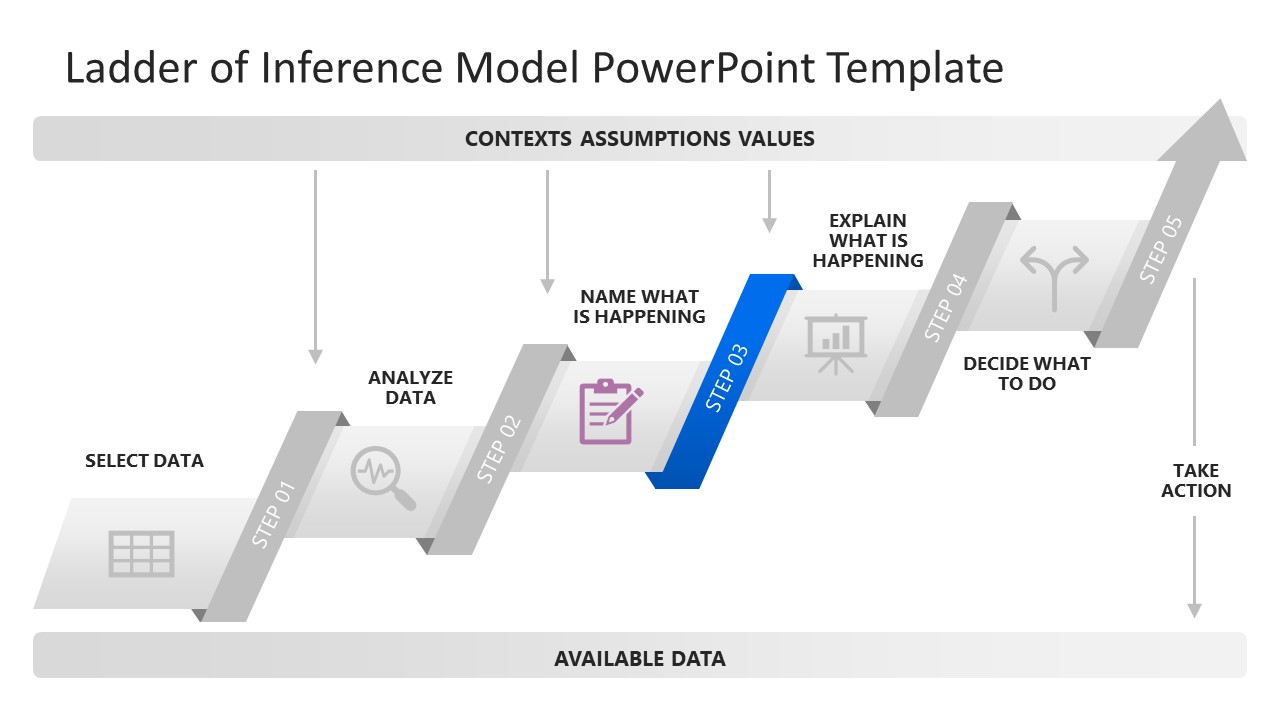 Ladder of Inference Model PowerPoint Template
CONTEXTS ASSUMPTIONS VALUES
SELECT DATA
STEP 01
ANALYZE
DATA
STEP 02
NAME WHAT
IS HAPPENING
STEP 03
EXPLAIN
WHAT IS
HAPPENING
STEP 04
DECIDE WHAT
TO DO
STEP 05
TAKE
ACTION
AVAILABLE DATA